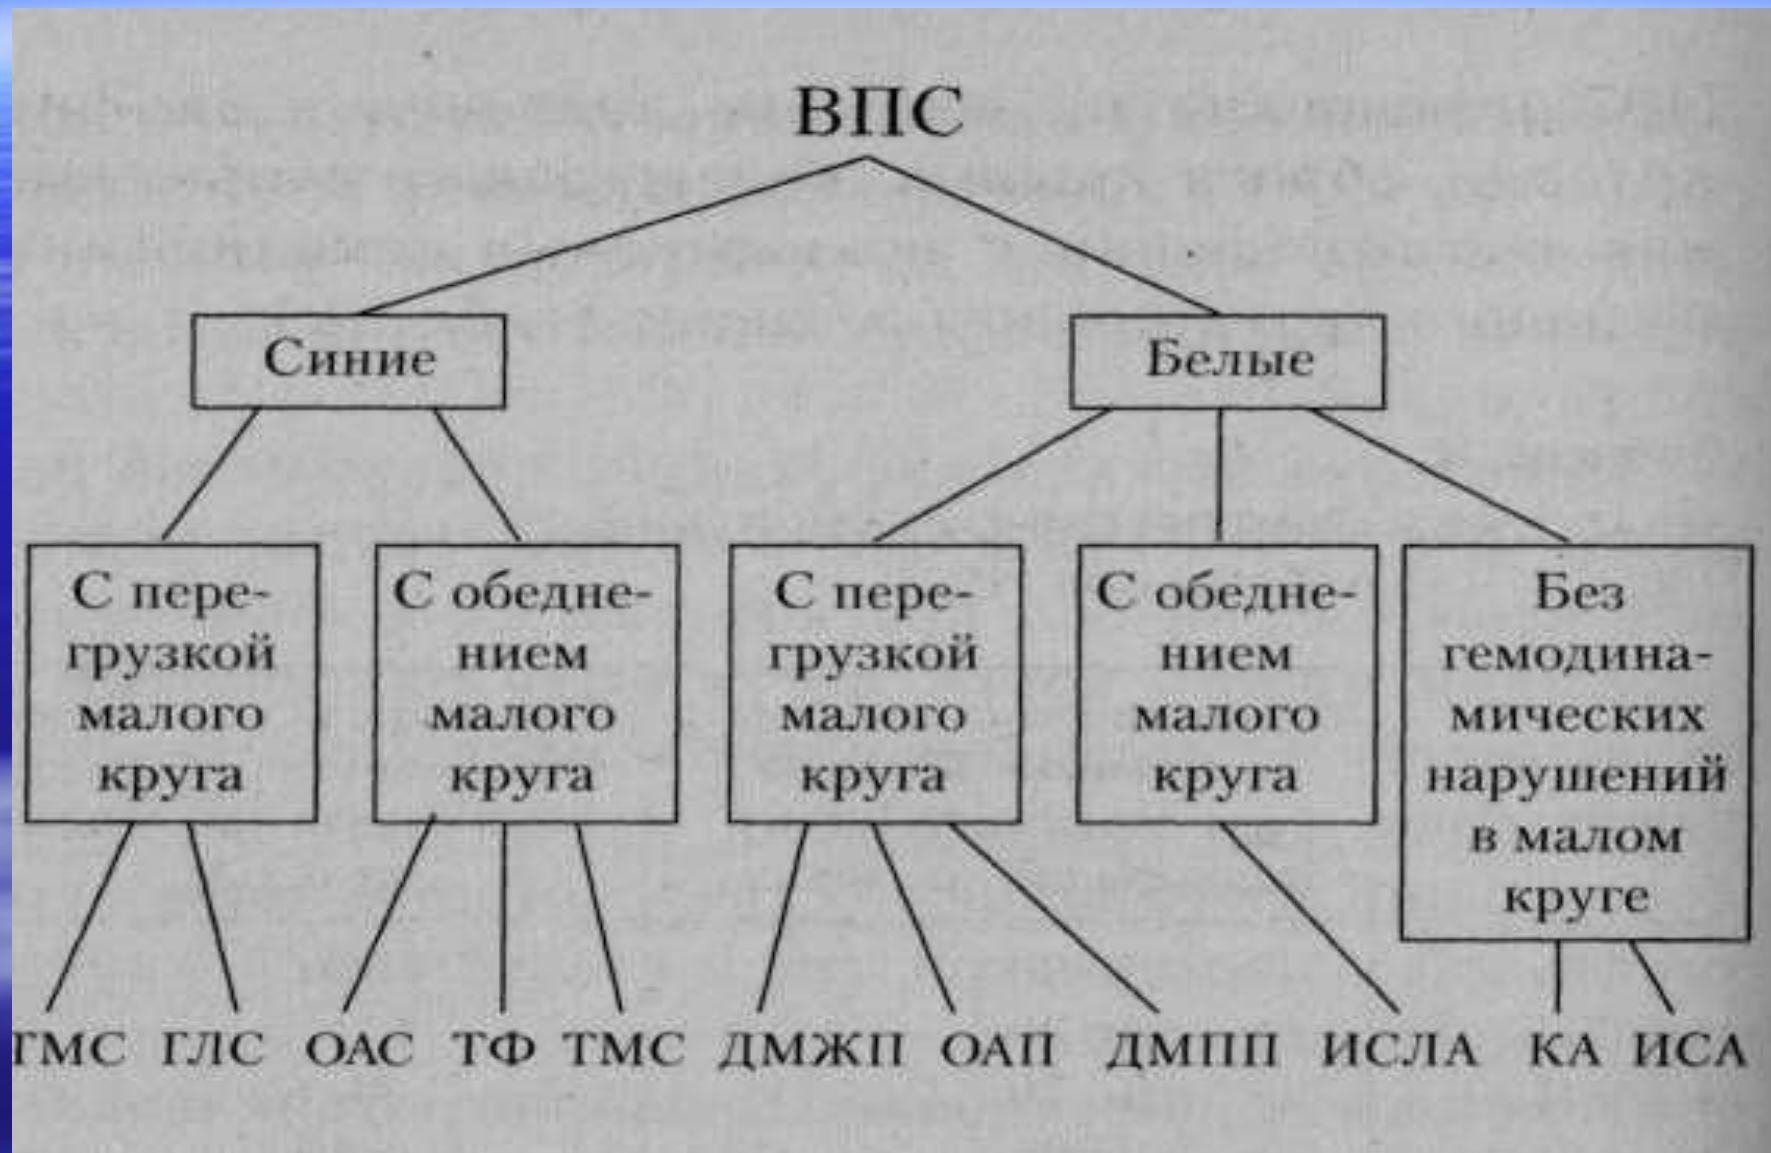 ВПС
Синие
Белые
С пере-
грузкой
малого
круга
С обедне-
нием
малого
круга
С пере-
грузкой
малого
круга
С обедне-
нием
малого
круга
Без
гемодина-
мических
нарушений
в малом
круге
ТМС ГЛС ОАС ТФ ТМС ДМЖП ОАП ДМПП ИСЛА КА ИСА